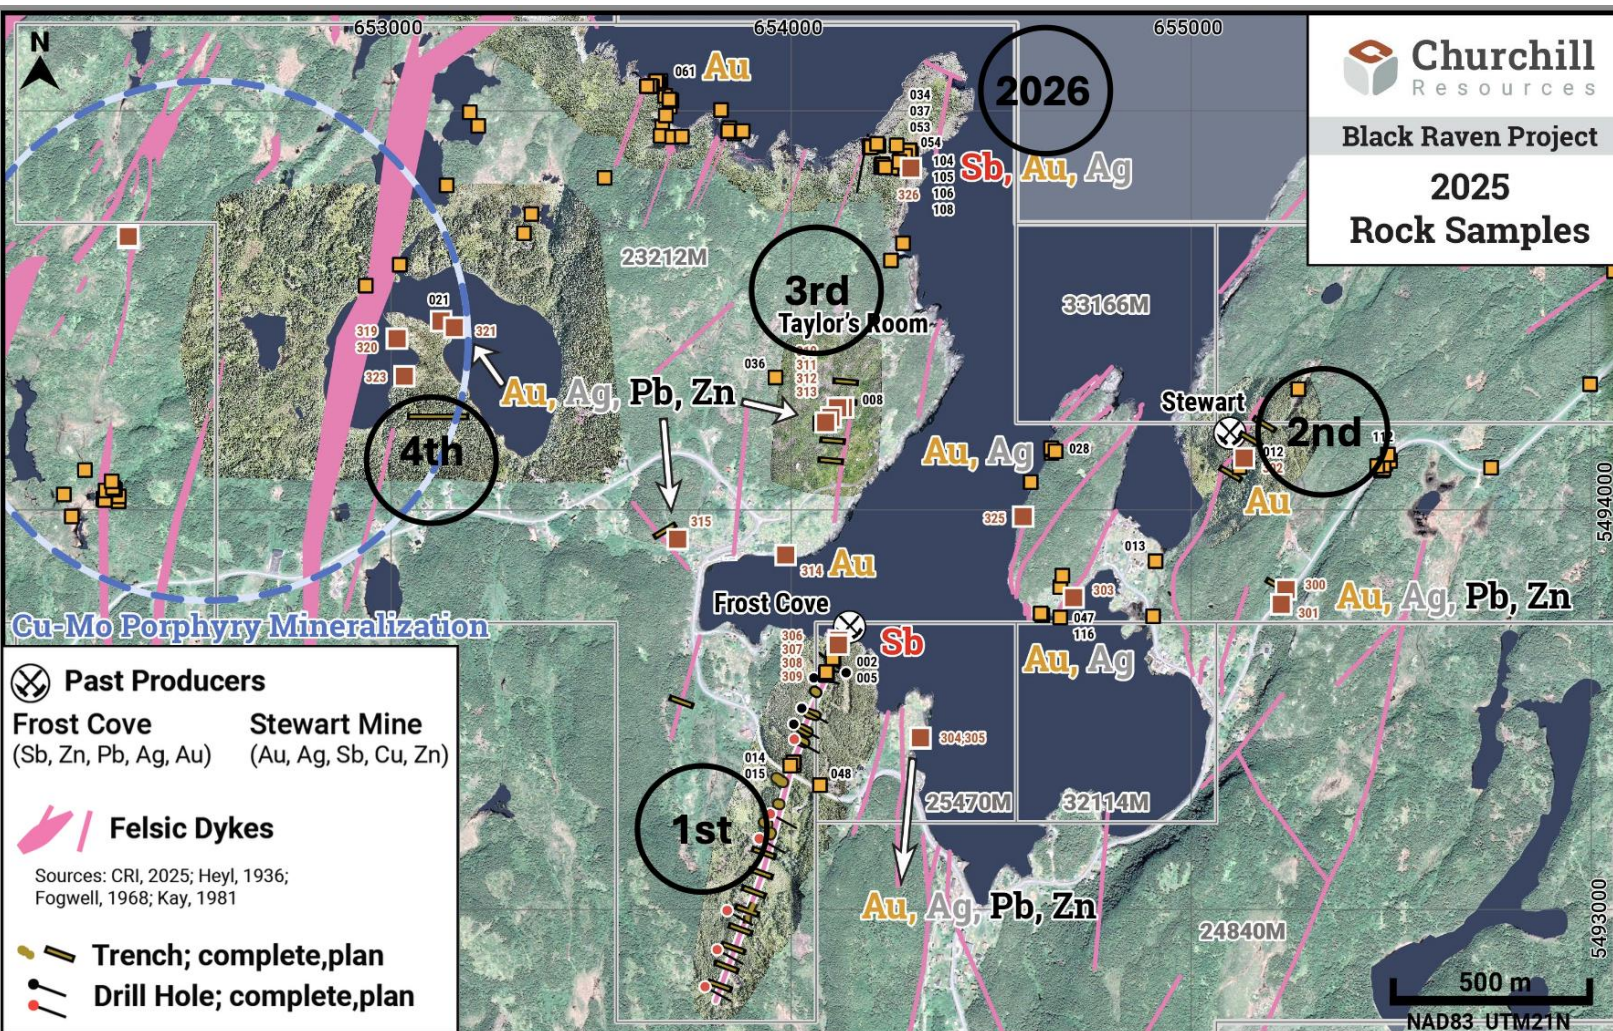 N
653000
654000
655000
Churchill
Resources
Black Raven Project
2025
Rock Samples
2026
061 Au
034
037
053
054
104
105
106
108
326
Sb, Au, Ag
23212M
3rd
Taylor's Room
33166M
021
319
320
321
323
036
311
312
313
008
Au, Ag, Pb, Zn
4th
Stewart
2nd
012
112
Au
Au, Ag
028
325
5494000
315
314 Au
013
303
300
301
Au, Ag, Pb, Zn
Frost Cove
Sb
306
307
308
309
002
005
047
116
Au, Ag
Cu-Mo Porphyry Mineralization
304,305
014
015
048
1st
25470M
32114M
Au, Ag, Pb, Zn
24840M
5493000
Past Producers
Frost Cove
(Sb, Zn, Pb, Ag, Au)
Stewart Mine
(Au, Ag, Sb, Cu, Zn)
Felsic Dykes
Sources: CRI, 2025; Heyl, 1936;
Fogwell, 1968; Kay, 1981
Trench; complete,plan
Drill Hole; complete,plan
500 m
NAD83 UTM21N